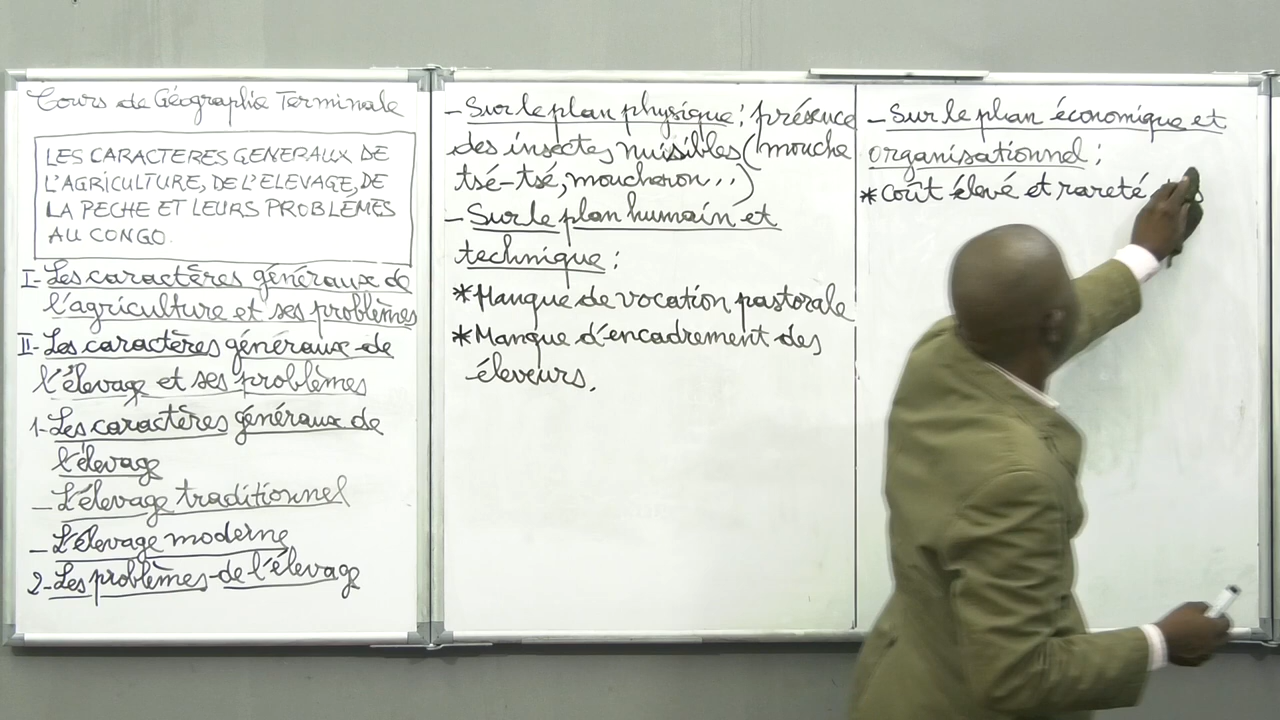 Cours de Géographie Terminale
LES CARACTERES GENERAUX DE
L'AGRICULTURE, DE L'ELEVAGE, DE
LA PECHE ET LEURS PROBLÈMES
AU CONGO.
I- Les caractères généraux de
l'agriculture et ses problèmes
II- Les caractères généraux de
l'élevage et ses problèmes
1- Les caractères généraux de
l'élevage
- L'élevage traditionnel
- L'élevage moderne
2- Les problèmes de l'élevage
- Sur le plan physique : présence
des insectes nuisibles (mouche
tsé-tsé, moucheron...)
- Sur le plan humain et
technique :
* Manque de vocation pastorale
* Manque d'encadrement des
éleveurs.
- Sur le plan économique et
organisationnel :
* Coût élevé et rareté